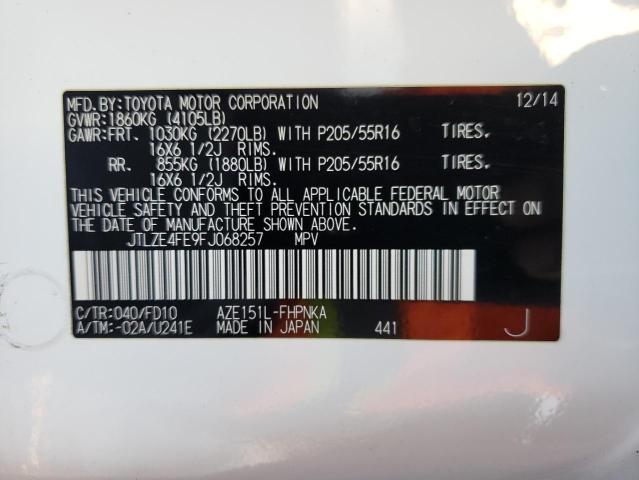 MFD.BY:TOYOTA MOTOR CORPORATION 12/14
GVWR:1860KG (4105LB)
GAWR:FRT. 1030KG (2270LB) WITH P205/55R16 TIRES.
16X6 1/2J RIMS.
RR. 855KG (1880LB) WITH P205/55R16 TIRES.
16X6 1/2J RIMS.
THIS VEHICLE CONFORMS TO ALL APPLICABLE FEDERAL MOTOR
VEHICLE SAFETY AND THEFT PREVENTION STANDARDS IN EFFECT ON
THE DATE OF MANUFACTURE SHOWN ABOVE.
JTLZE4FE9FJ068257 MPV
C/TR:040/FD10 AZE151L-FHPNKA
A/TM:-02A/U241E MADE IN JAPAN 441 J